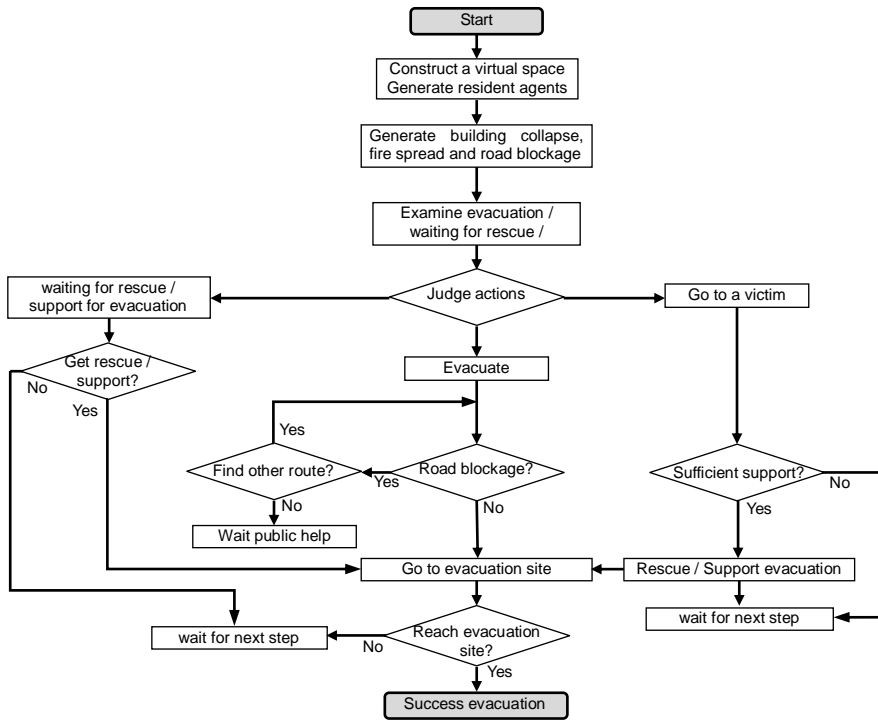 Start
Construct a virtual space
Generate resident agents
Generate building collapse,
fire spread and road blockage
Examine evacuation /
waiting for rescue /
waiting for rescue /
support for evacuation
Judge actions
Go to a victim
Get rescue /
support?
No
Yes
Evacuate
Yes
Find other route?
Yes
Road blockage?
Sufficient support?
No
No
No
Yes
Wait public help
Go to evacuation site
Rescue / Support evacuation
wait for next step
wait for next step
Reach evacuation
site?
No
Yes
Success evacuation